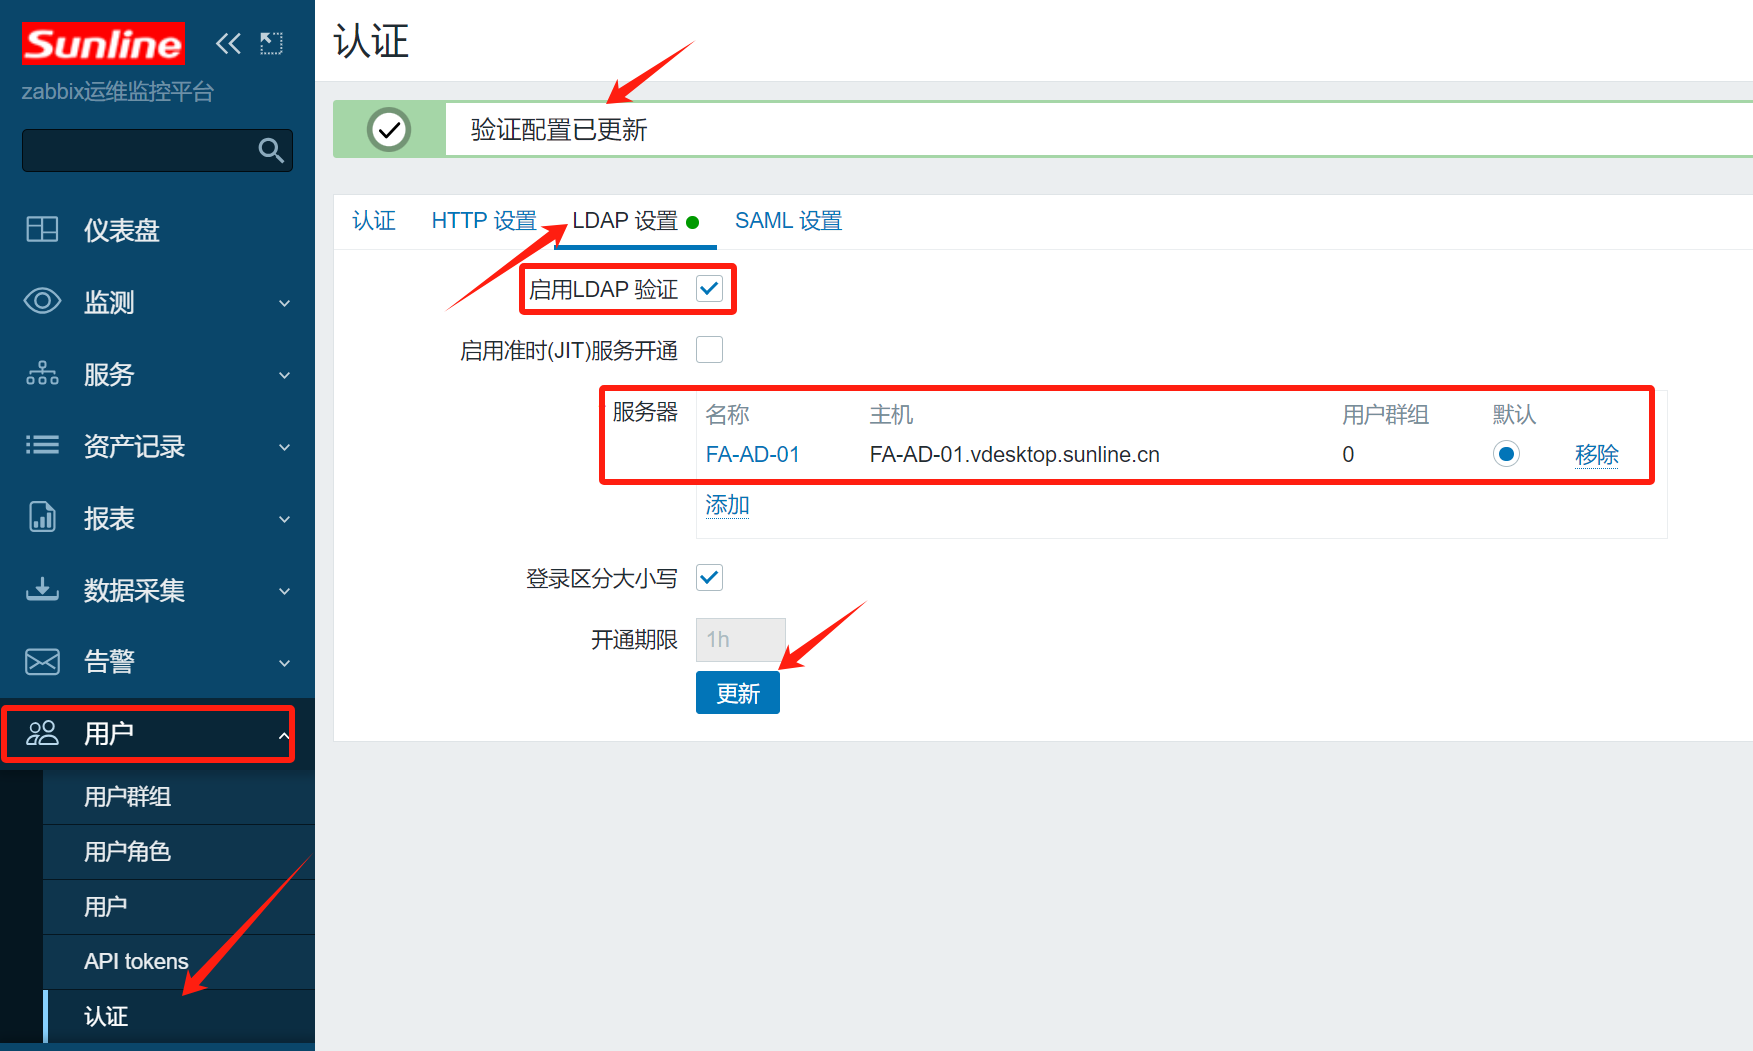 Sunline
zabbix运维监控平台
仪表盘
监测
服务
资产记录
报表
数据采集
告警
用户
用户群组
用户角色
用户
API tokens
认证
认证
验证配置已更新
认证 HTTP 设置 LDAP 设置 SAML 设置
启用LDAP 验证
启用准时(JIT)服务开通
服务器 名称 主机 用户群组 默认
FA-AD-01 FA-AD-01.vdesktop.sunline.cn 0 移除
添加
登录区分大小写
开通期限 1h
更新